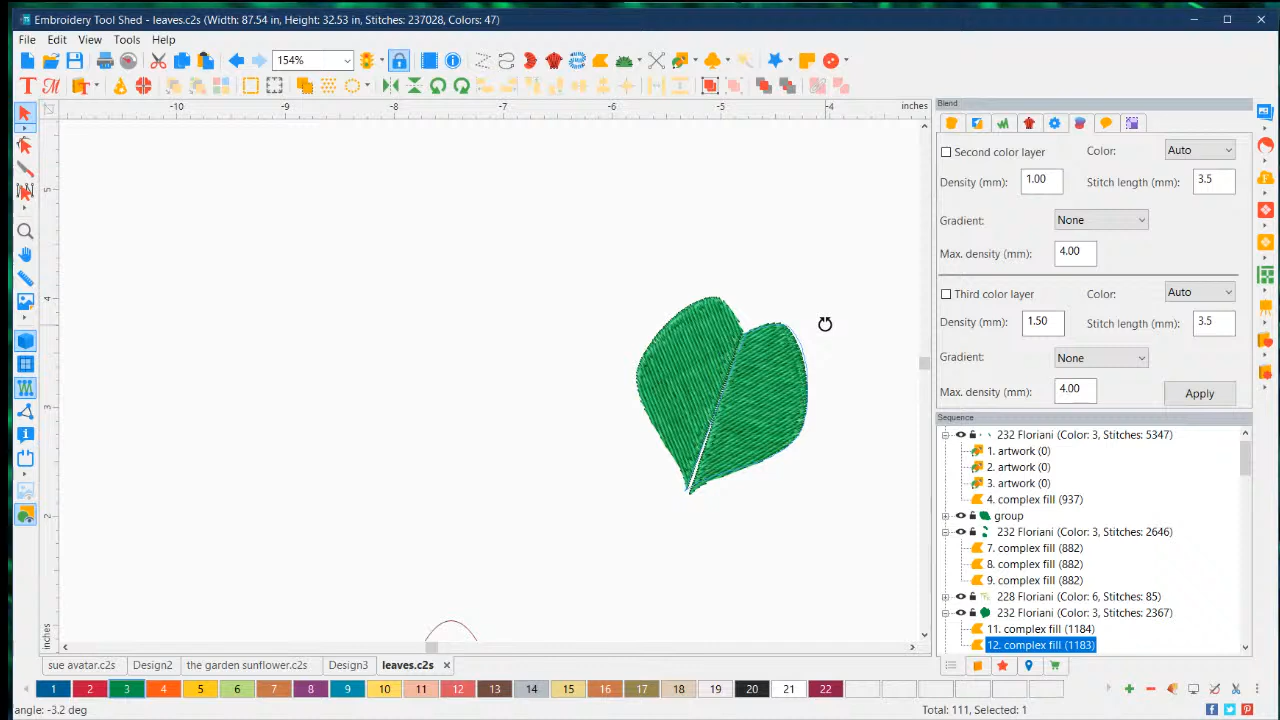 Embroidery Tool Shed - leaves.c2s (Width: 87.54 in, Height: 32.53 in, Stitches: 237028, Colors: 47)
File Edit View Tools Help
154%
-10 -9 -8 -7 -6 -5 -4 inches
5
4
3
2
inches
Blend
Second color layer Color: Auto
Density (mm): 1.00 Stitch length (mm): 3.5
Gradient: None
Max. density (mm): 4.00
Third color layer Color: Auto
Density (mm): 1.50 Stitch length (mm): 3.5
Gradient: None
Max. density (mm): 4.00 Apply
Sequence
232 Floriani (Color: 3, Stitches: 5347)
1. artwork (0)
2. artwork (0)
3. artwork (0)
4. complex fill (937)
group
232 Floriani (Color: 3, Stitches: 2646)
7. complex fill (882)
8. complex fill (882)
9. complex fill (882)
228 Floriani (Color: 6, Stitches: 85)
232 Floriani (Color: 3, Stitches: 2367)
11. complex fill (1184)
12. complex fill (1183)
sue avatar.c2s Design2 the garden sunflower.c2s Design3 leaves.c2s
1 2 3 4 5 6 7 8 9 10 11 12 13 14 15 16 17 18 19 20 21 22
angle: -3.2 deg Total: 111, Selected: 1